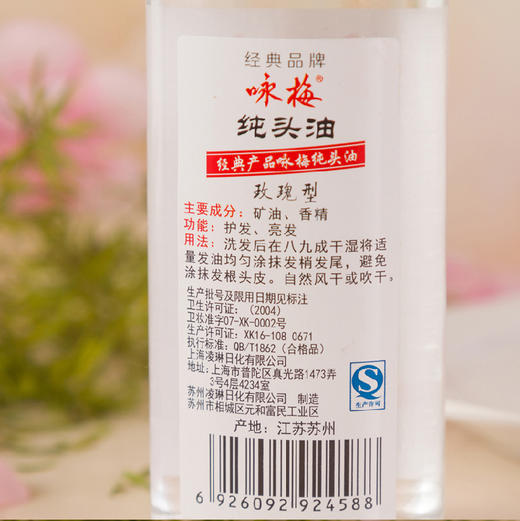 经典品牌
咏梅®
纯头油
经典产品咏梅纯头油
玫瑰型
主要成分：矿油、香精
功能：护发、亮发
用法：洗发后在八九成干湿将适
量发油均匀涂抹发梢发尾，避免
涂抹发根头皮。自然风干或吹干。
生产批号及限用日期见标注
卫生许可证：（2004）
卫妆准字07-XK-0002号
生产许可证：XK16-108 0671
执行标准：QB/T1862（合格品）
上海凌琳日化有限公司
地址：上海市普陀区真光路1473弄
3号4层4234室
苏州凌琳日化有限公司 制造
苏州市相城区元和富民工业区
产地：江苏苏州
QS
生产许可
6 926092 924588